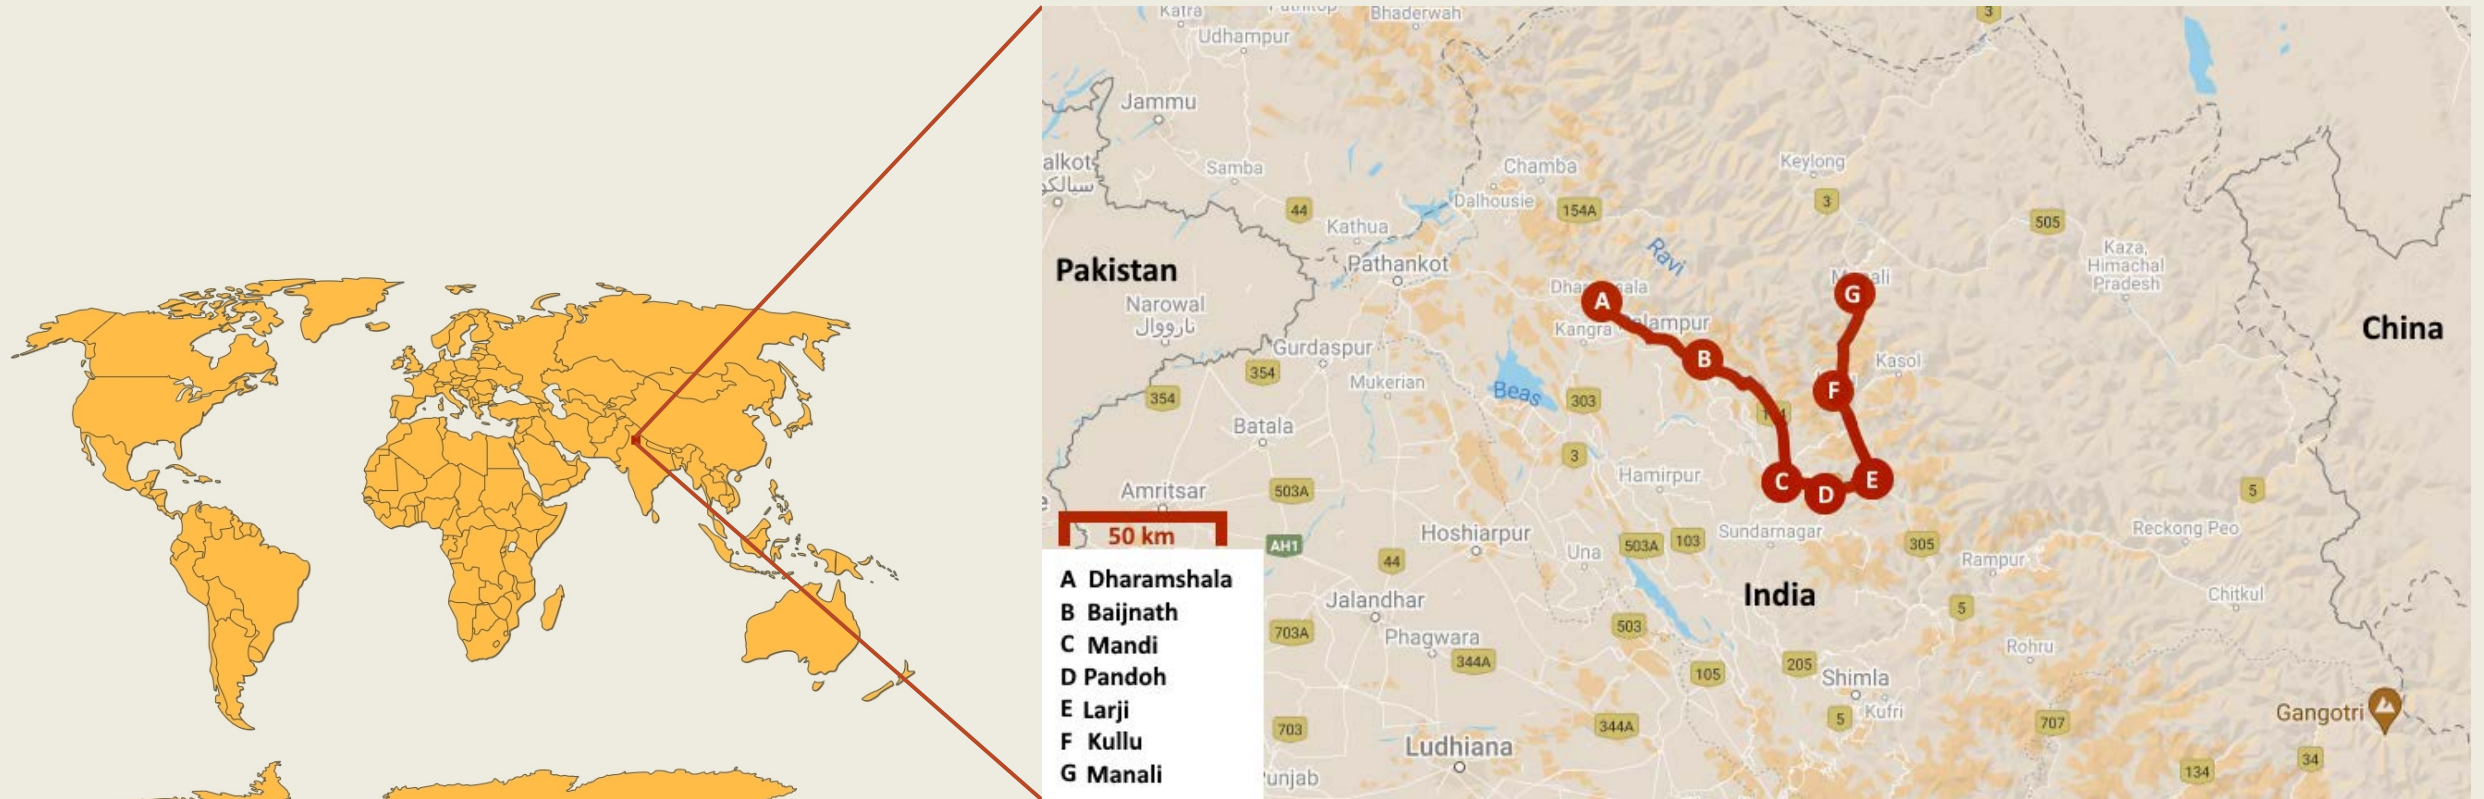 Katra
Bhaderwah
Udhampur
3
Jammu
alkot
سيالكو
Samba
Chamba
Keylong
Dalhousie
44
154A
3
505
Kathua
Ravi
Kaza,
Himachal
Pradesh
Pathankot
Pakistan
Narowal
نارووال
A
G
Kangra
China
Gurdaspur
B
Kasol
354
Mukerian
354
Beas
303
F
Batala
3
Hamirpur
C
D
E
Amritsar
503A
5
50 km
Hoshiarpur
Sundarnagar
Reckong Peo
AH1
44
Una
503A
103
305
Rampur
A Dharamshala
B Baijnath
C Mandi
D Pandoh
E Larji
F Kullu
G Manali
India
Chitkul
Jalandhar
5
703A
Phagwara
503
Rohru
344A
105
205
Shimla
Kufri
Gangotri
703
344A
5
707
Ludhiana
134
34
unjab